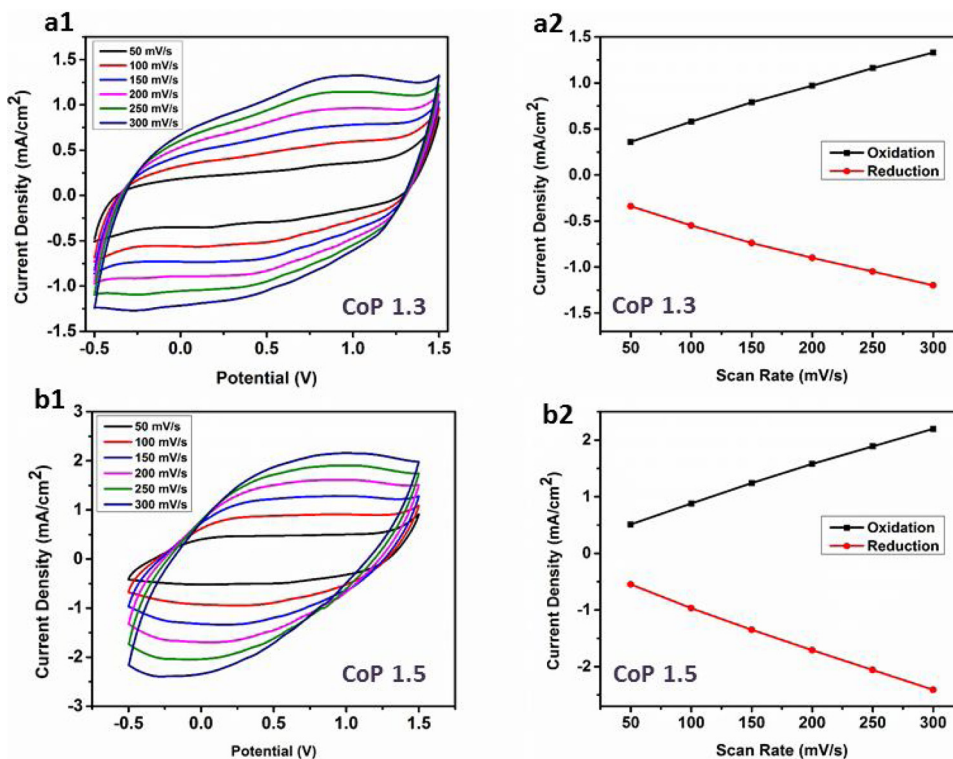 a1
50 mV/s
100 mV/s
150 mV/s
200 mV/s
250 mV/s
300 mV/s
1.5
1.0
0.5
0.0
-0.5
-1.0
-1.5
Current Density (mA/cm²)
CoP 1.3
-0.5 0.0 0.5 1.0 1.5
Potential (V)
a2
1.5
1.0
0.5
0.0
-0.5
-1.0
-1.5
Current Density (mA/cm²)
Oxidation
Reduction
CoP 1.3
50 100 150 200 250 300
Scan Rate (mV/s)
b1
50 mV/s
100 mV/s
150 mV/s
200 mV/s
250 mV/s
300 mV/s
3
2
1
0
-1
-2
-3
Current Density (mA/cm²)
CoP 1.5
-0.5 0.0 0.5 1.0 1.5
Potential (V)
b2
2
1
0
-1
-2
Current Density (mA/cm²)
Oxidation
Reduction
CoP 1.5
50 100 150 200 250 300
Scan Rate (mV/s)